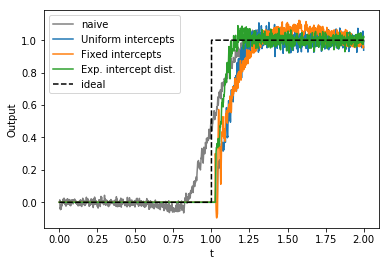 naive
Uniform intercepts
Fixed intercepts
Exp. intercept dist.
ideal
1.0
0.8
0.6
0.4
0.2
0.0
Output
0.00 0.25 0.50 0.75 1.00 1.25 1.50 1.75 2.00
t